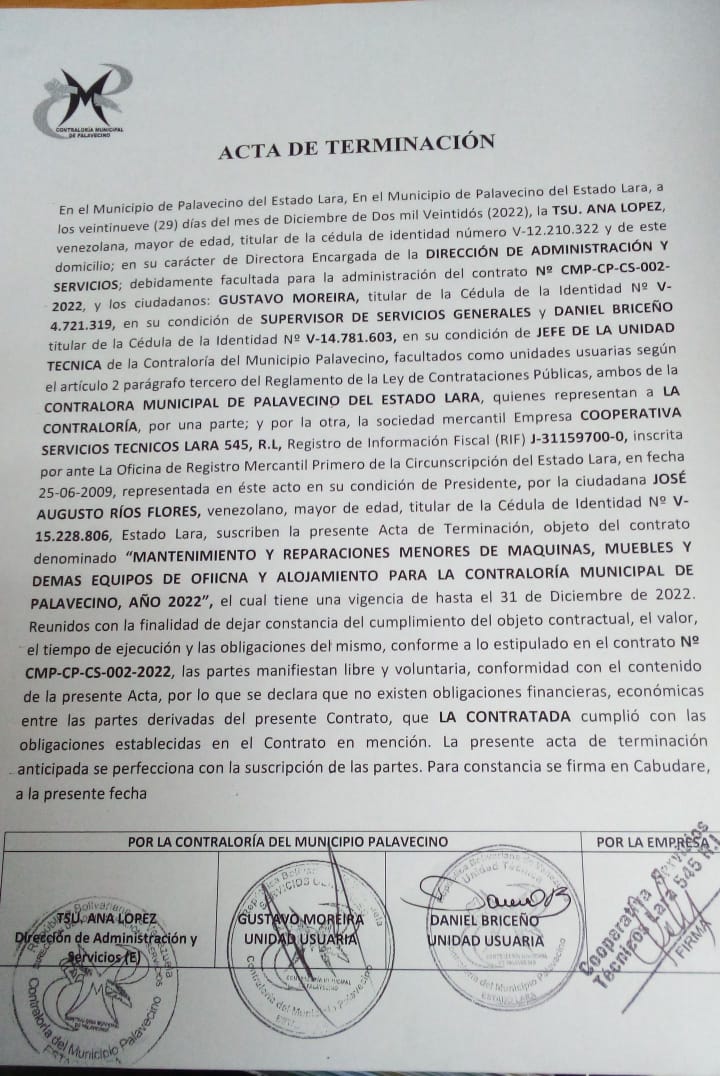 CONTRALORÍA MUNICIPAL
DE PALAVECINO
ACTA DE TERMINACIÓN
En el Municipio de Palavecino del Estado Lara, En el Municipio de Palavecino del Estado Lara, a
los veintinueve (29) días del mes de Diciembre de Dos mil Veintidós (2022), la TSU. ANA LOPEZ,
venezolana, mayor de edad, titular de la cédula de identidad número V-12.210.322 y de este
domicilio; en su carácter de Directora Encargada de la DIRECCIÓN DE ADMINISTRACIÓN Y
SERVICIOS; debidamente facultada para la administración del contrato Nº CMP-CP-CS-002-
2022, y los ciudadanos: GUSTAVO MOREIRA, titular de la Cédula de la Identidad Nº V-
4.721.319, en su condición de SUPERVISOR DE SERVICIOS GENERALES y DANIEL BRICEÑO
titular de la Cédula de la Identidad Nº V-14.781.603, en su condición de JEFE DE LA UNIDAD
TECNICA de la Contraloría del Municipio Palavecino, facultados como unidades usuarias según
el artículo 2 parágrafo tercero del Reglamento de la Ley de Contrataciones Públicas, ambos de la
CONTRALORA MUNICIPAL DE PALAVECINO DEL ESTADO LARA, quienes representan a LA
CONTRALORÍA, por una parte; y por la otra, la sociedad mercantil Empresa COOPERATIVA
SERVICIOS TECNICOS LARA 545, R.L, Registro de Información Fiscal (RIF) J-31159700-0, inscrita
por ante La Oficina de Registro Mercantil Primero de la Circunscripción del Estado Lara, en fecha
25-06-2009, representada en éste acto en su condición de Presidente, por la ciudadana JOSÉ
AUGUSTO RÍOS FLORES, venezolano, mayor de edad, titular de la Cédula de Identidad Nº V-
15.228.806, Estado Lara, suscriben la presente Acta de Terminación, objeto del contrato
denominado “MANTENIMIENTO Y REPARACIONES MENORES DE MAQUINAS, MUEBLES Y
DEMAS EQUIPOS DE OFIICNA Y ALOJAMIENTO PARA LA CONTRALORÍA MUNICIPAL DE
PALAVECINO, AÑO 2022”, el cual tiene una vigencia de hasta el 31 de Diciembre de 2022.
Reunidos con la finalidad de dejar constancia del cumplimiento del objeto contractual, el valor,
el tiempo de ejecución y las obligaciones del mismo, conforme a lo estipulado en el contrato Nº
CMP-CP-CS-002-2022, las partes manifiestan libre y voluntaria, conformidad con el contenido
de la presente Acta, por lo que se declara que no existen obligaciones financieras, económicas
entre las partes derivadas del presente Contrato, que LA CONTRATADA cumplió con las
obligaciones establecidas en el Contrato en mención. La presente acta de terminación
anticipada se perfecciona con la suscripción de las partes. Para constancia se firma en Cabudare,
a la presente fecha
POR LA CONTRALORÍA DEL MUNICIPIO PALAVECINO
POR LA EMPRESA
TSU. ANA LOPEZ
Dirección de Administración y
Servicios (E)
Contraloría del Municipio Palavecino
GUSTAVO MOREIRA
UNIDAD USUARIA
Contraloría del Municipio Palavecino
República Bolivariana de Venezuela
Unidad Técnica
DANIEL BRICEÑO
UNIDAD USUARIA
Contraloría del Municipio Palavecino
ESTADO LARA
Cooperativa Servicios
Técnicos Lara 545 R.L
FIRMA